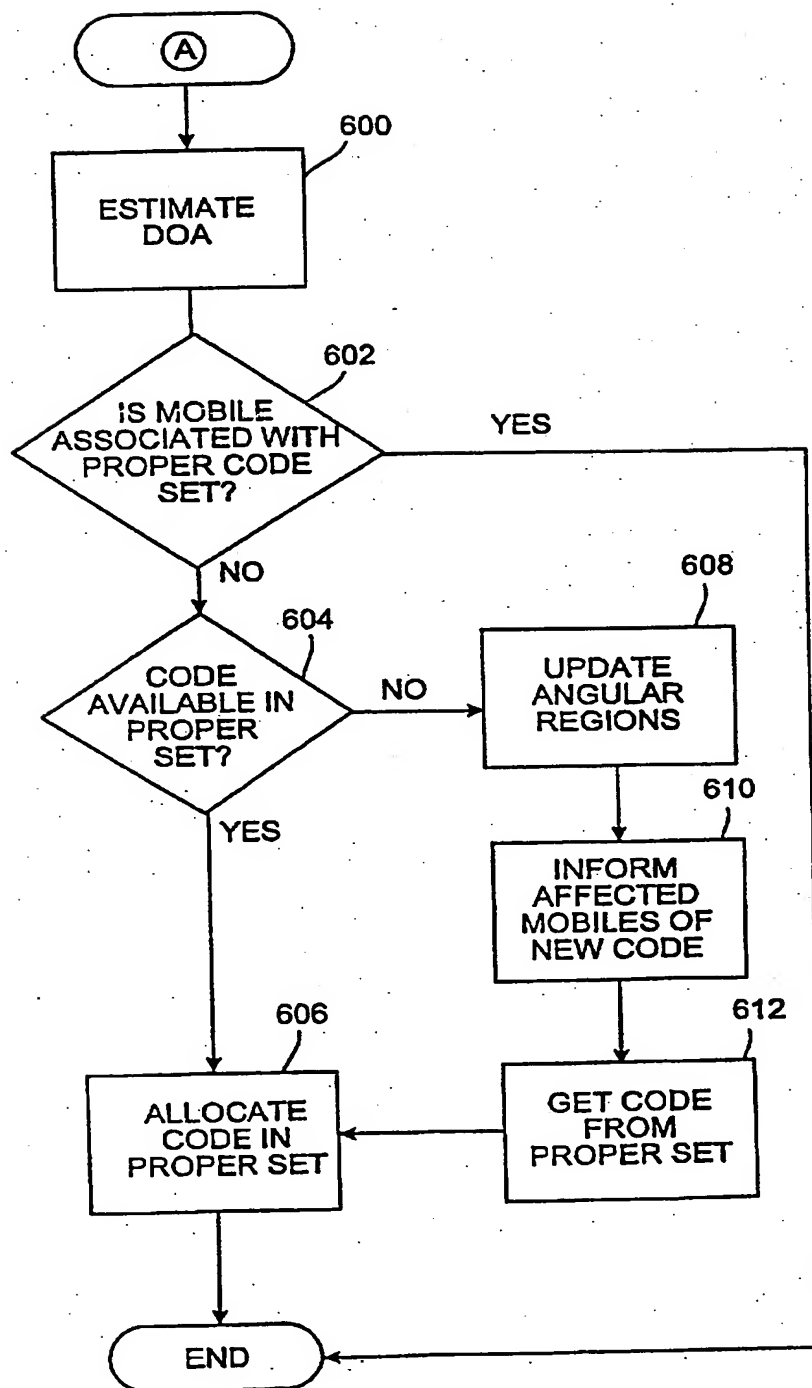 A
600
ESTIMATE
DOA
602
IS MOBILE
ASSOCIATED WITH
PROPER CODE
SET?
YES
NO
604
CODE
AVAILABLE IN
PROPER
SET?
NO
608
UPDATE
ANGULAR
REGIONS
YES
610
INFORM
AFFECTED
MOBILES OF
NEW CODE
606
ALLOCATE
CODE IN
PROPER SET
612
GET CODE
FROM
PROPER SET
END